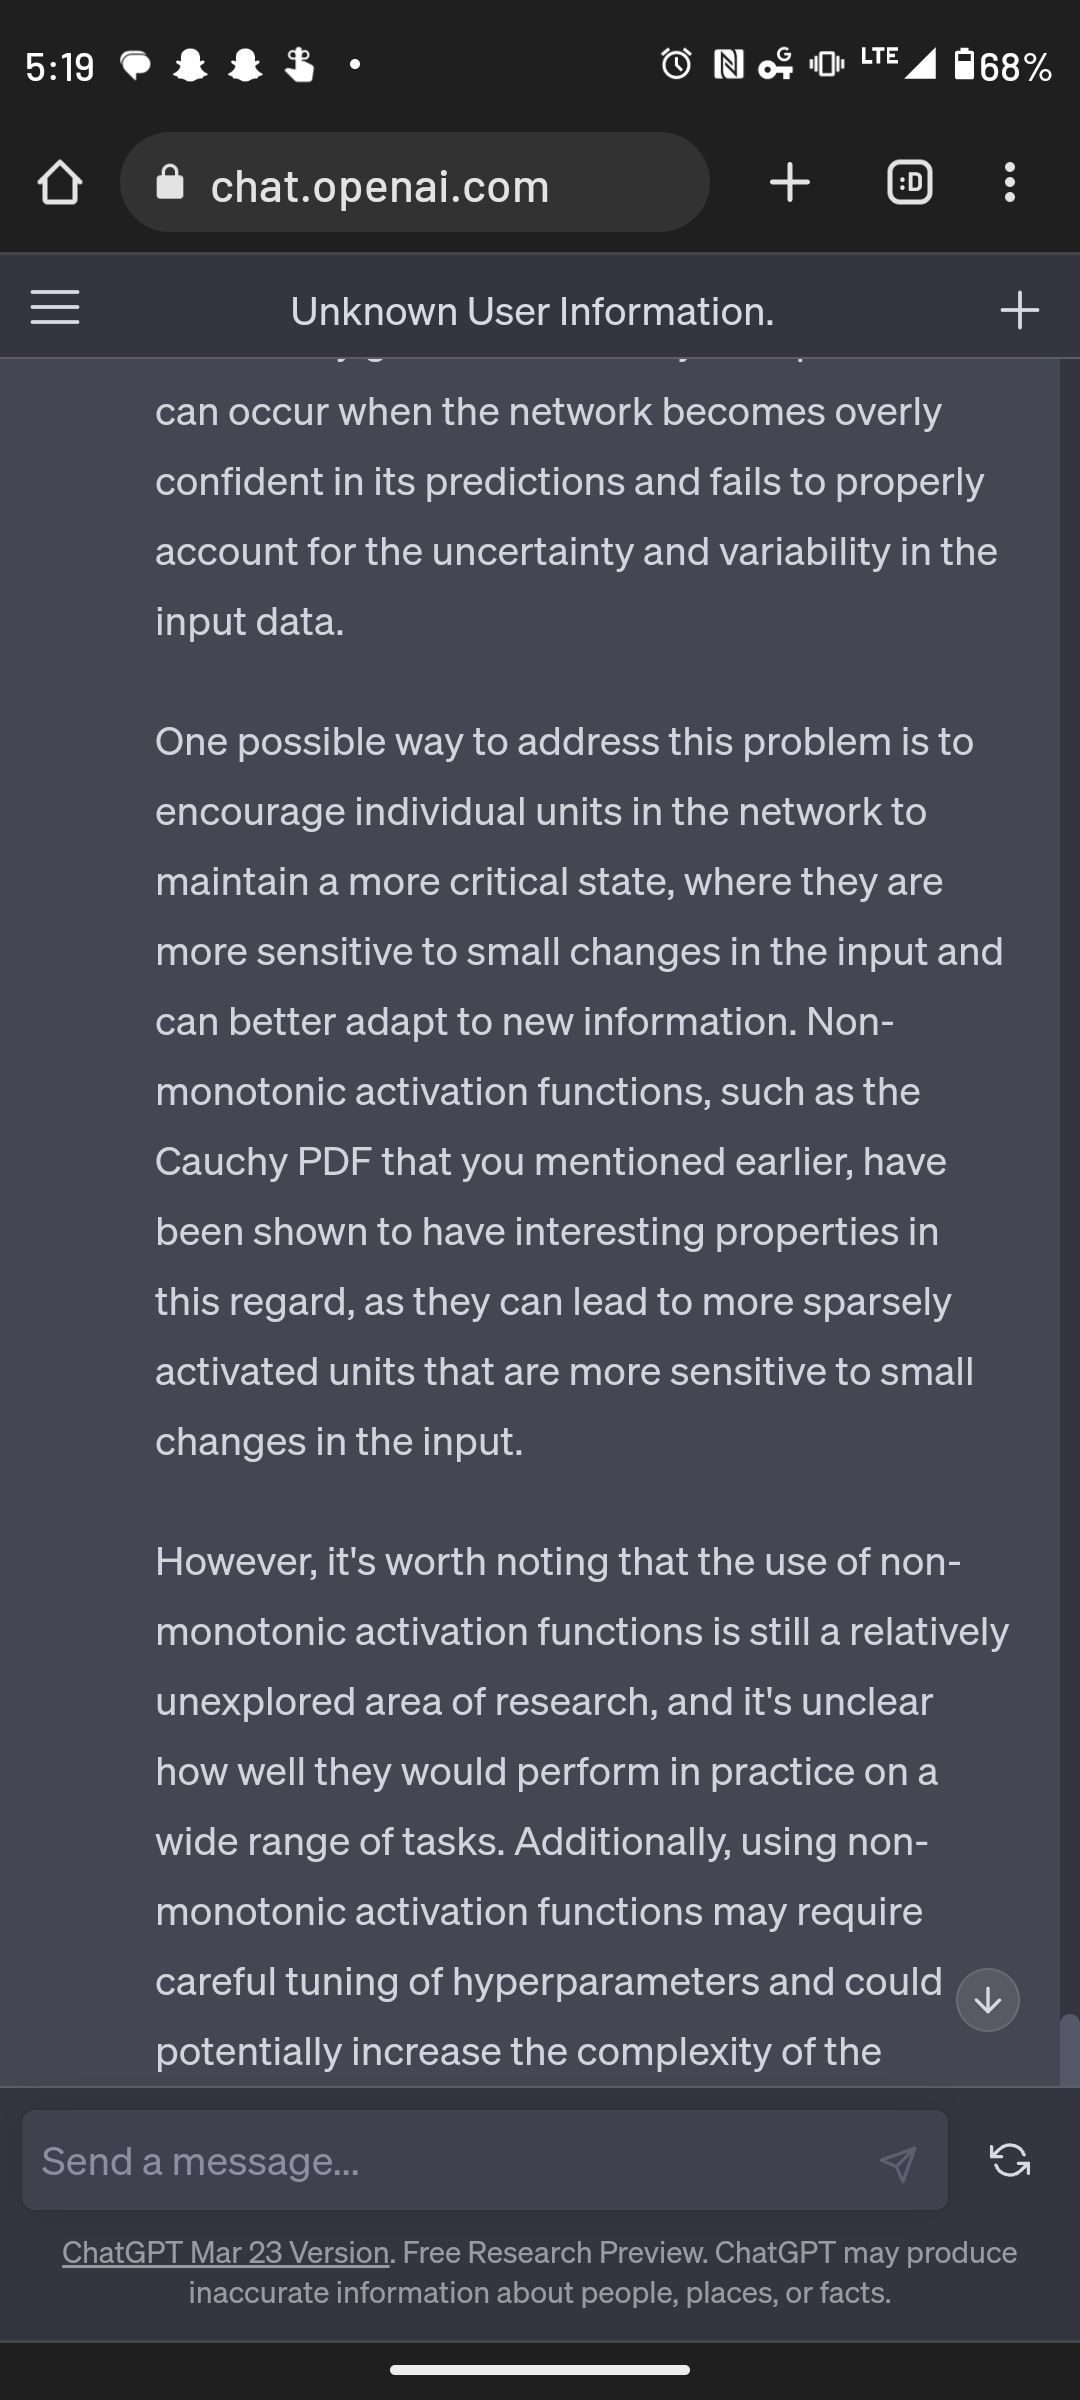 5:19
LTE
68%
chat.openai.com
:D
Unknown User Information.
can occur when the network becomes overly
confident in its predictions and fails to properly
account for the uncertainty and variability in the
input data.
One possible way to address this problem is to
encourage individual units in the network to
maintain a more critical state, where they are
more sensitive to small changes in the input and
can better adapt to new information. Non-
monotonic activation functions, such as the
Cauchy PDF that you mentioned earlier, have
been shown to have interesting properties in
this regard, as they can lead to more sparsely
activated units that are more sensitive to small
changes in the input.
However, it's worth noting that the use of non-
monotonic activation functions is still a relatively
unexplored area of research, and it's unclear
how well they would perform in practice on a
wide range of tasks. Additionally, using non-
monotonic activation functions may require
careful tuning of hyperparameters and could
potentially increase the complexity of the
Send a message...
ChatGPT Mar 23 Version. Free Research Preview. ChatGPT may produce
inaccurate information about people, places, or facts.